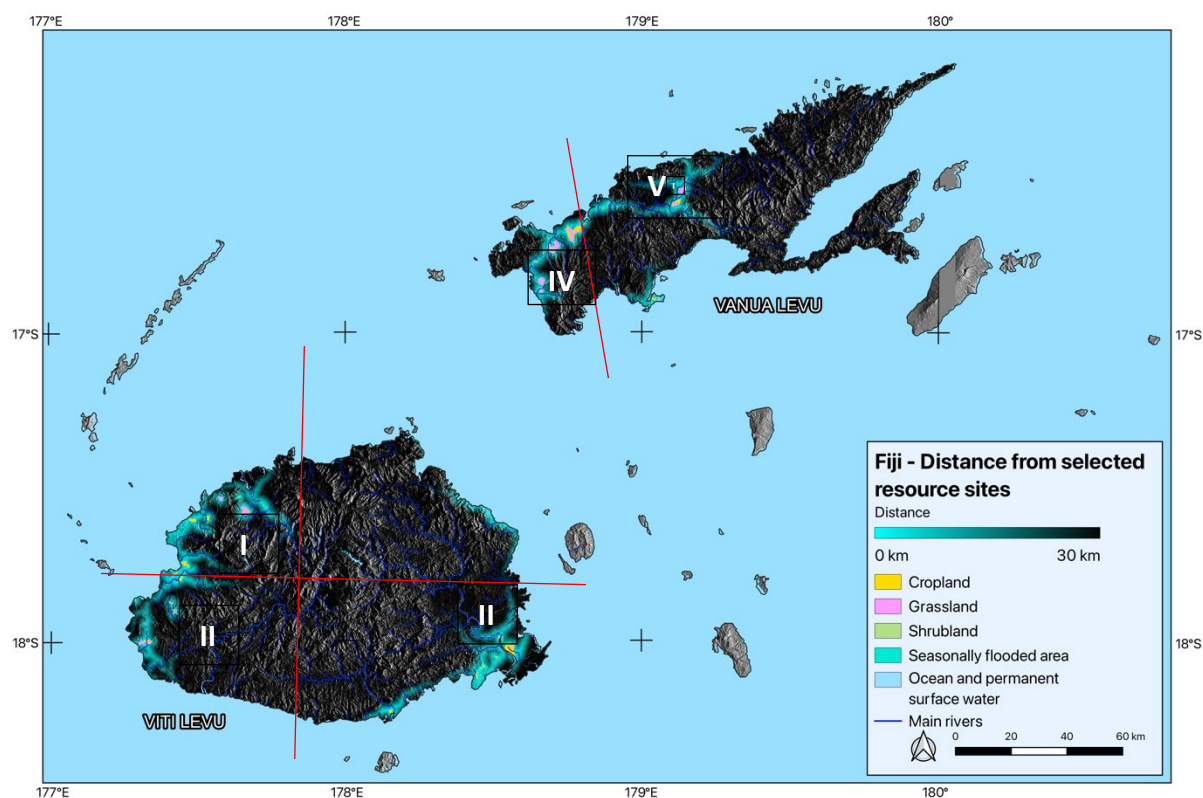 177°E 178°E 179°E 180°
V
IV
VANUA LEVU
17°S 17°S
I
II II
18°S 18°S
VITI LEVU
Fiji - Distance from selected
resource sites
Distance
0 km 30 km
Cropland
Grassland
Shrubland
Seasonally flooded area
Ocean and permanent
surface water
Main rivers
0 20 40 60 km
177°E 178°E 179°E 180°